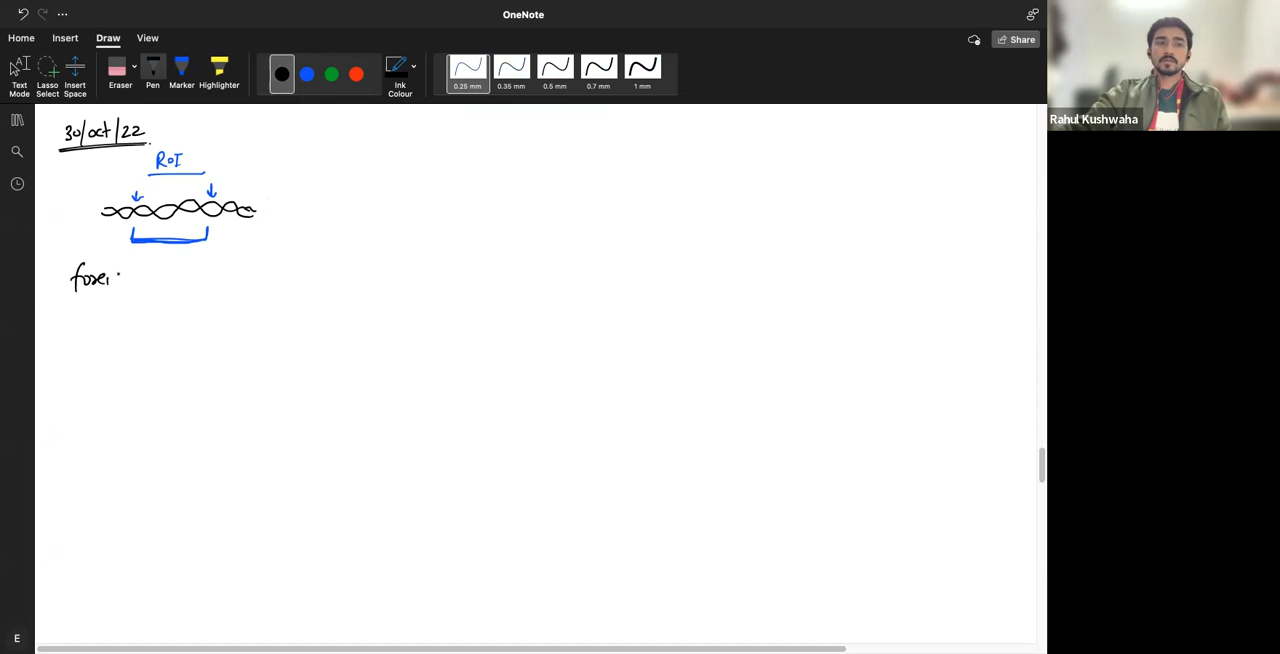 OneNote
Home Insert Draw View
Share
Text Mode
Lasso Select
Insert Space
Eraser
Pen
Marker
Highlighter
Ink Colour
0.25 mm 0.35 mm 0.5 mm 0.7 mm 1 mm
Rahul Kushwaha
30/oct/22
ROI
E